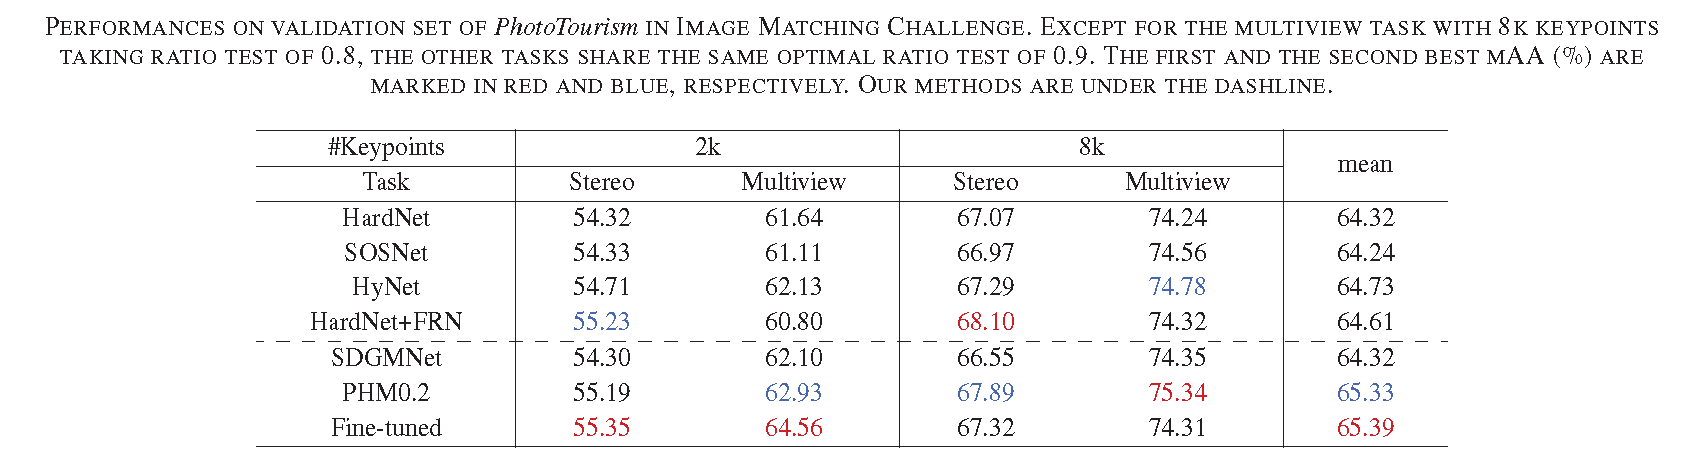 PERFORMANCES ON VALIDATION SET OF PhotoTourism IN IMAGE MATCHING CHALLENGE. EXCEPT FOR THE MULTIVIEW TASK WITH 8K KEYPOINTS
TAKING RATIO TEST OF 0.8, THE OTHER TASKS SHARE THE SAME OPTIMAL RATIO TEST OF 0.9. THE FIRST AND THE SECOND BEST MAA (%) ARE
MARKED IN RED AND BLUE, RESPECTIVELY. OUR METHODS ARE UNDER THE DASHLINE.
#Keypoints 2k 8k mean
Task Stereo Multiview Stereo Multiview
HardNet 54.32 61.64 67.07 74.24 64.32
SOSNet 54.33 61.11 66.97 74.56 64.24
HyNet 54.71 62.13 67.29 74.78 64.73
HardNet+FRN 55.23 60.80 68.10 74.32 64.61
SDGMNet 54.30 62.10 66.55 74.35 64.32
PHM0.2 55.19 62.93 67.89 75.34 65.33
Fine-tuned 55.35 64.56 67.32 74.31 65.39